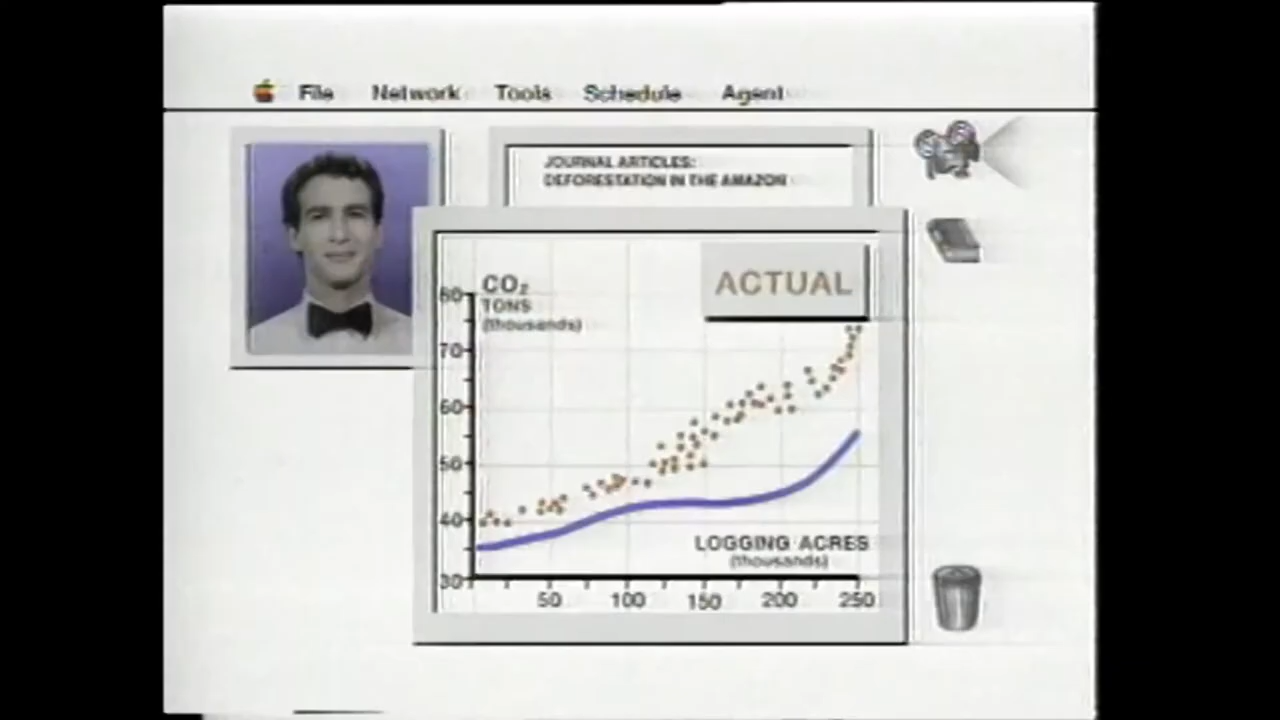 File Network Tools Schedule Agent
JOURNAL ARTICLES:
DEFORESTATION IN THE AMAZON
ACTUAL
CO₂
TONS
(thousands)
80
70
60
50
40
30
LOGGING ACRES
(thousands)
50 100 150 200 250